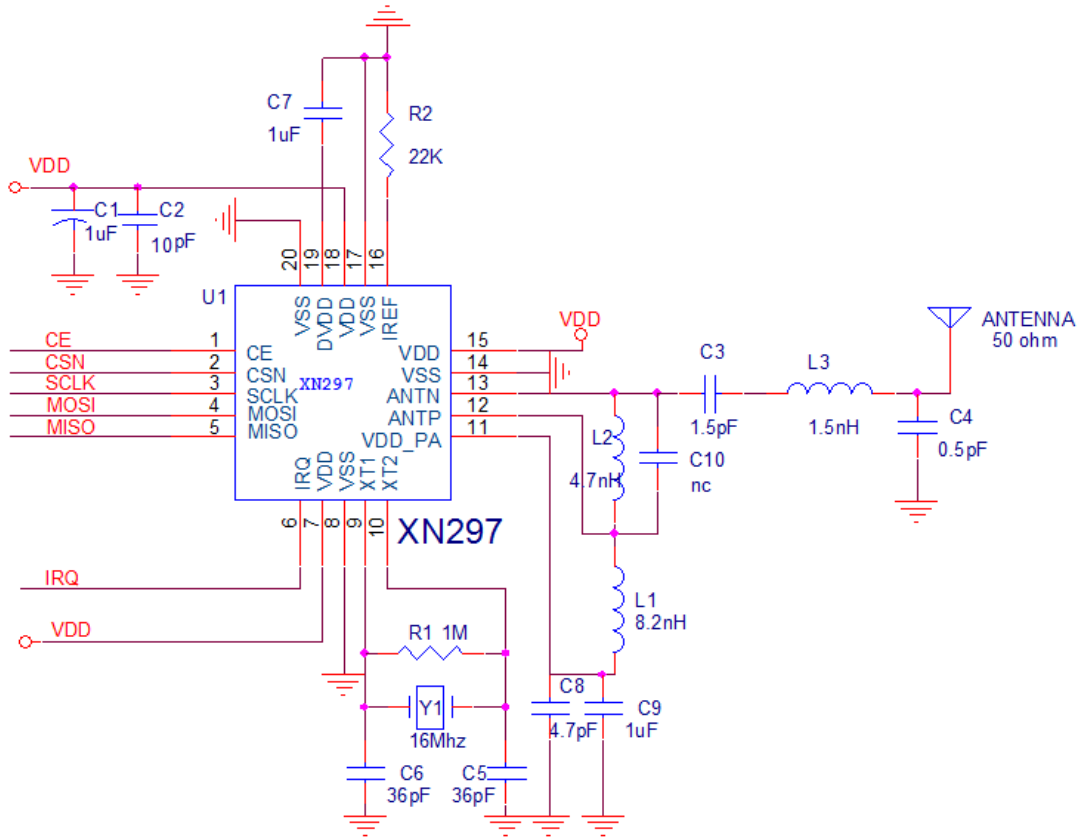 C7
1uF
R2
22K
VDD
C1
1uF
C2
10pF
20
19
18
17
16
U1
VSS
DVDD
VDD
VSS
IREF
CE
CSN
SCLK
MOSI
MISO
1
2
3
4
5
CE
CSN
SCLK
MOSI
MISO
XN297
VDD
VSS
ANTN
ANTP
VDD_PA
15
14
13
12
11
IRQ
VDD
VSS
XT1
XT2
6
7
8
9
10
XN297
VDD
C3
1.5pF
L3
1.5nH
ANTENNA
50 ohm
C4
0.5pF
L2
4.7nH
C10
nc
L1
8.2nH
IRQ
VDD
R1 1M
Y1
16Mhz
C6
36pF
C5
36pF
C8
4.7pF
C9
1uF